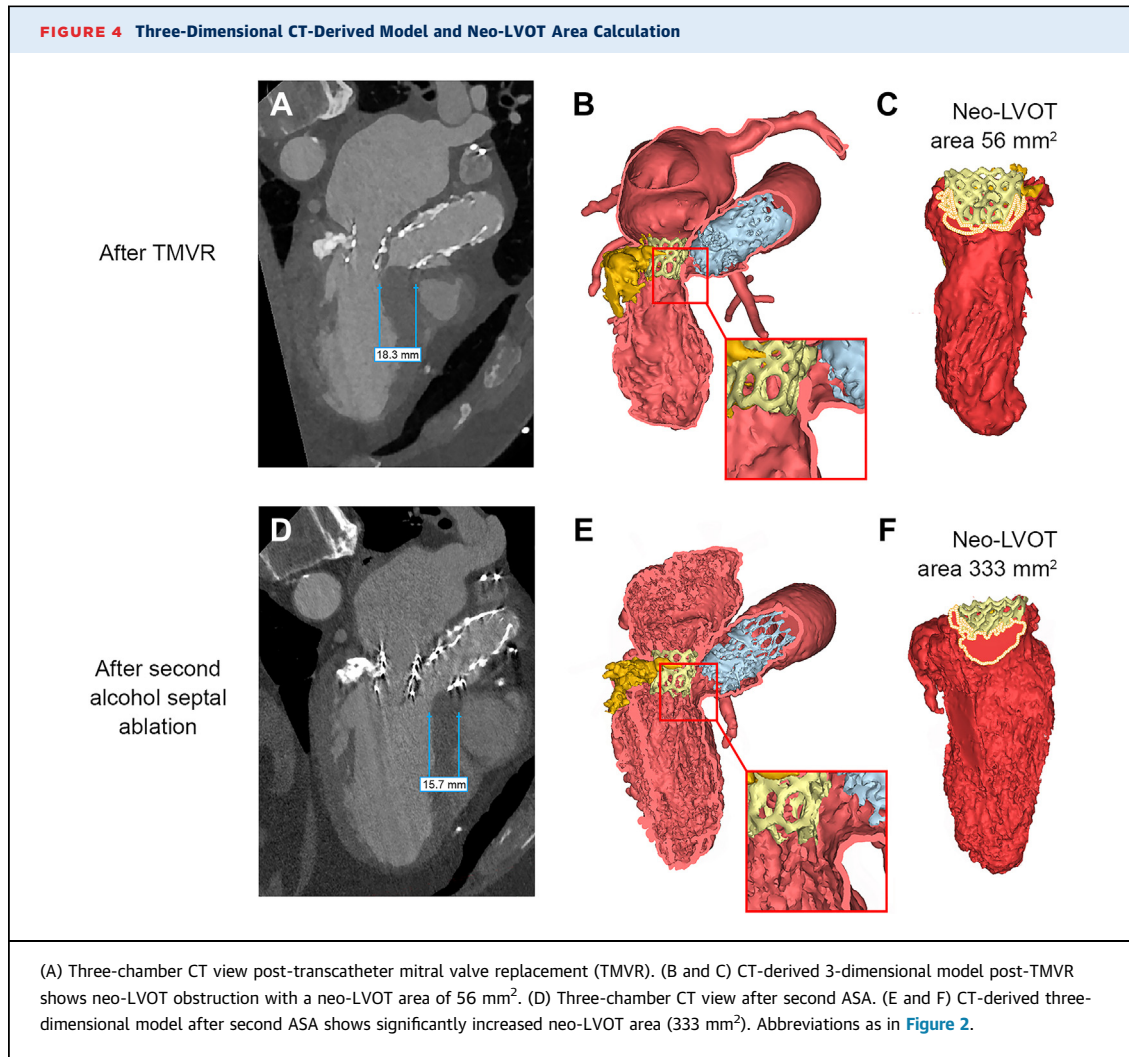 FIGURE 4 Three-Dimensional CT-Derived Model and Neo-LVOT Area Calculation
A
B
C
Neo-LVOT
area 56 mm²
After TMVR
18.3 mm
D
E
F
Neo-LVOT
area 333 mm²
After second
alcohol septal
ablation
15.7 mm
(A) Three-chamber CT view post-transcatheter mitral valve replacement (TMVR). (B and C) CT-derived 3-dimensional model post-TMVR
shows neo-LVOT obstruction with a neo-LVOT area of 56 mm². (D) Three-chamber CT view after second ASA. (E and F) CT-derived three-
dimensional model after second ASA shows significantly increased neo-LVOT area (333 mm²). Abbreviations as in Figure 2.